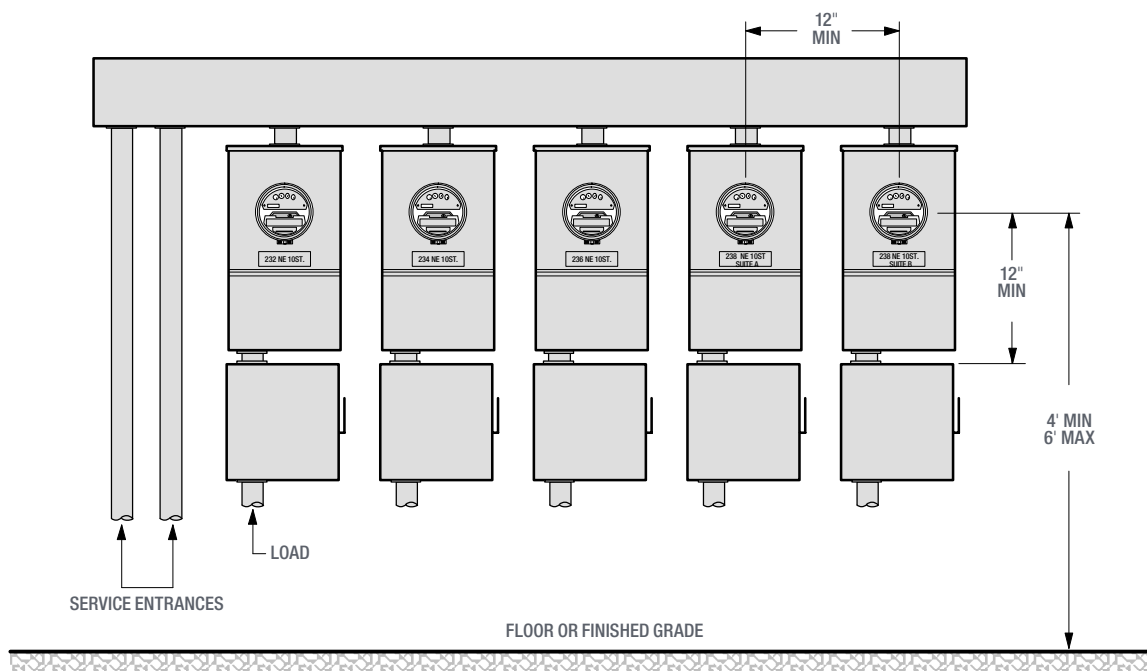 12"
MIN
232 NE 10ST.
234 NE 10ST.
236 NE 10ST.
238 NE 10ST
SUITE A
238 NE 10ST.
SUITE B
12"
MIN
4' MIN
6' MAX
LOAD
SERVICE ENTRANCES
FLOOR OR FINISHED GRADE